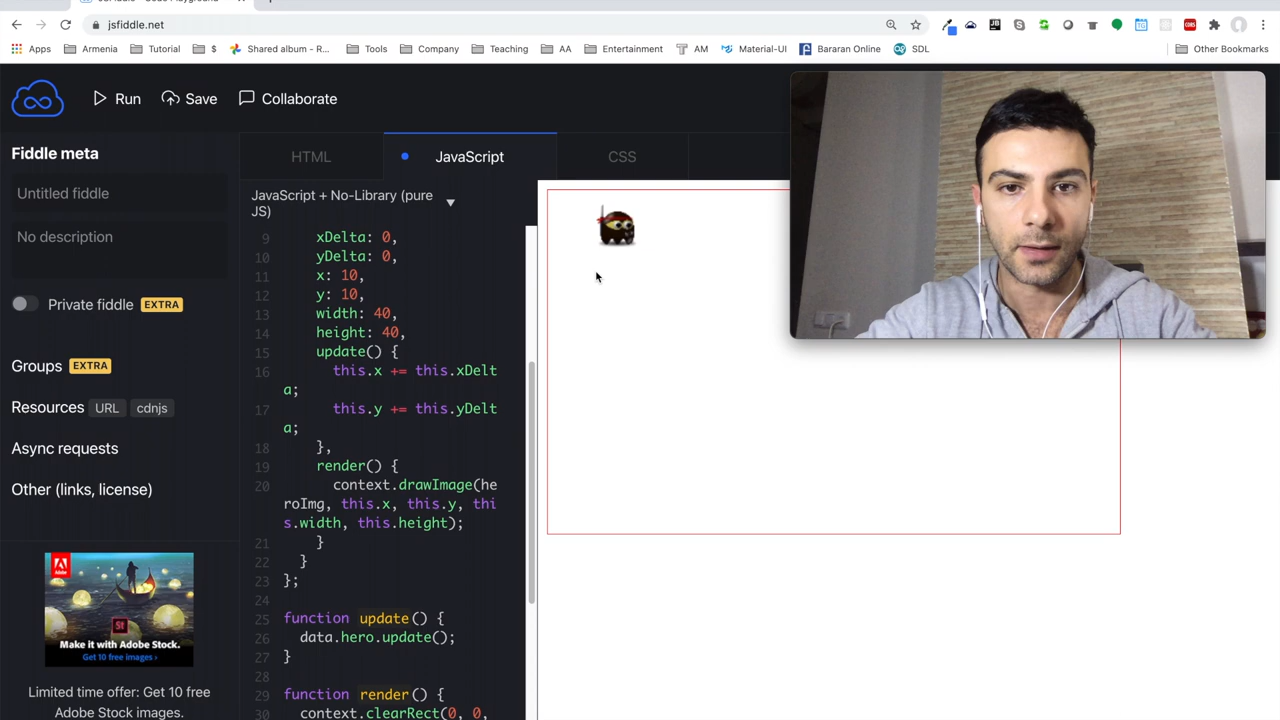 jsfiddle.net
Apps Armenia Tutorial $ Shared album - R... Tools Company Teaching AA Entertainment AM Material-UI Bararan Online SDL Other Bookmarks
Run Save Collaborate
Fiddle meta
Untitled fiddle
No description
Private fiddle EXTRA
Groups EXTRA
Resources URL cdnjs
Async requests
Other (links, license)
Make it with Adobe Stock.
Get 10 free images ›
Limited time offer: Get 10 free
Adobe Stock images.
HTML JavaScript CSS
JavaScript + No-Library (pure
JS)
9 xDelta: 0,
10 yDelta: 0,
11 x: 10,
12 y: 10,
13 width: 40,
14 height: 40,
15 update() {
16 this.x += this.xDelt
a;
17 this.y += this.yDelt
a;
18 },
19 render() {
20 context.drawImage(he
roImg, this.x, this.y, thi
s.width, this.height);
21 }
22 }
23 };
24
25 function update() {
26 data.hero.update();
27 }
28
29 function render() {
30 context.clearRect(0, 0,